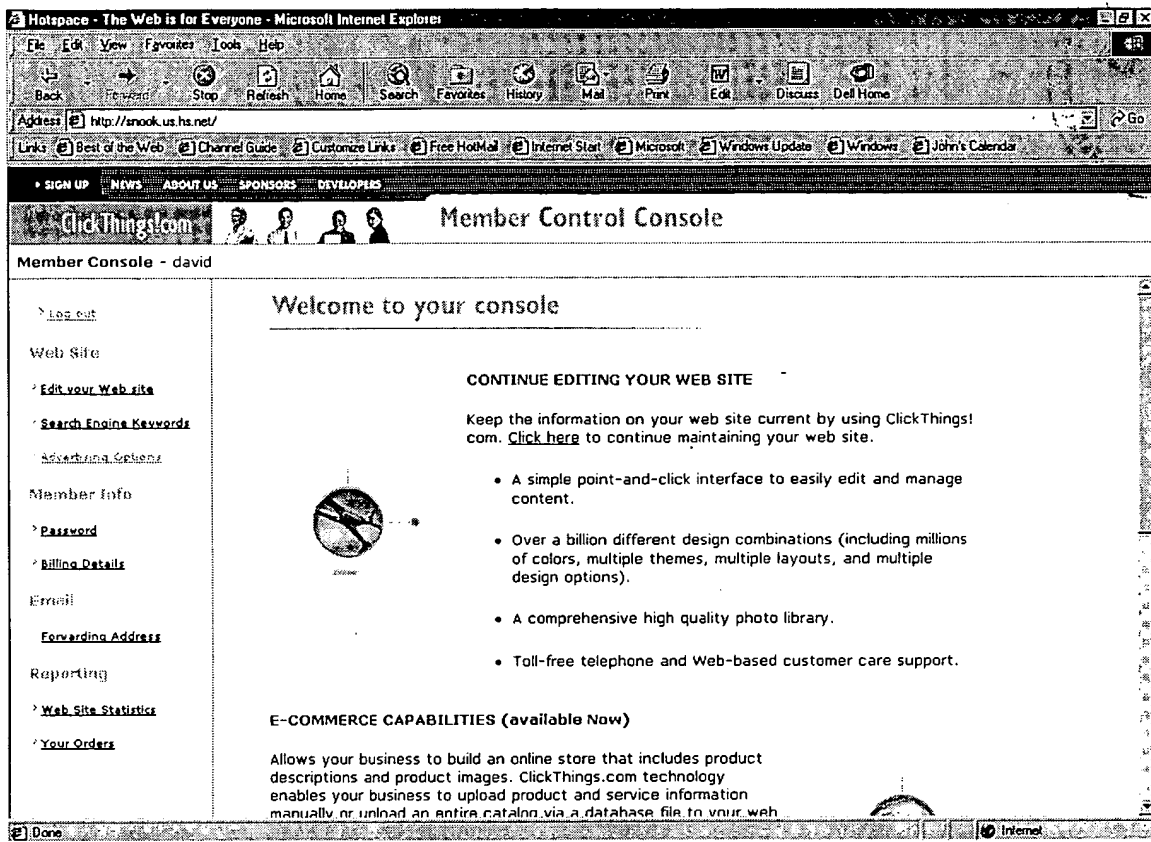 Hotspace - The Web is for Everyone - Microsoft Internet Explorer
File Edit View Favorites Tools Help
Back Forward Stop Refresh Home Search Favorites History Mail Print Edit Discuss Dell Home
Address http://snook.us.hs.net/ Go
Links Best of the Web Channel Guide Customize Links Free HotMail Internet Start Microsoft Windows Update Windows John's Calendar
SIGN UP NEWS ABOUT US SPONSORS DEVELOPERS
ClickThings!com Member Control Console
Member Console - david
Log out
Web Site
Edit your Web site
Search Engine Keywords
Advertising Options
Member Info
Password
Billing Details
Email
Forwarding Address
Reporting
Web Site Statistics
Your Orders
Welcome to your console
CONTINUE EDITING YOUR WEB SITE
Keep the information on your web site current by using ClickThings!
com. Click here to continue maintaining your web site.
• A simple point-and-click interface to easily edit and manage
content.
• Over a billion different design combinations (including millions
of colors, multiple themes, multiple layouts, and multiple
design options).
• A comprehensive high quality photo library.
• Toll-free telephone and Web-based customer care support.
E-COMMERCE CAPABILITIES (available Now)
Allows your business to build an online store that includes product
descriptions and product images. ClickThings.com technology
enables your business to upload product and service information
manually or upload an entire catalog via a database file to your web
Done Internet